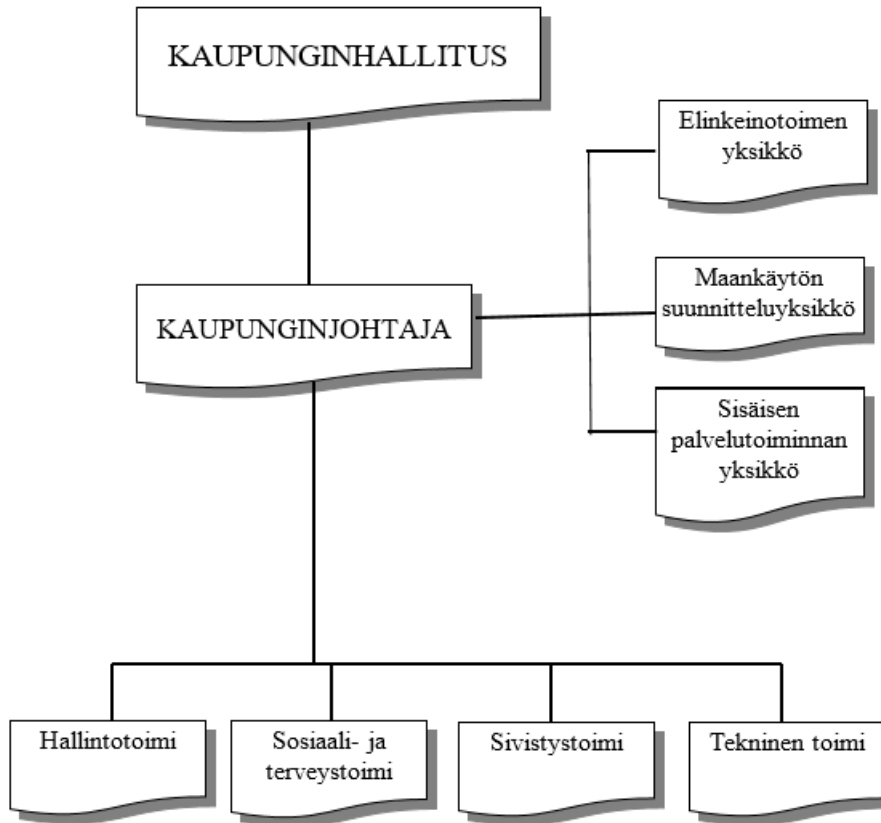 KAUPUNGINHALLITUS
Elinkeinotoimen
yksikkö
KAUPUNGINJOHTAJA
Maankäytön
suunnitteluyksikkö
Sisäisen
palvelutoiminnan
yksikkö
Hallintotoimi
Sosiaali- ja
terveystoimi
Sivistystoimi
Tekninen toimi